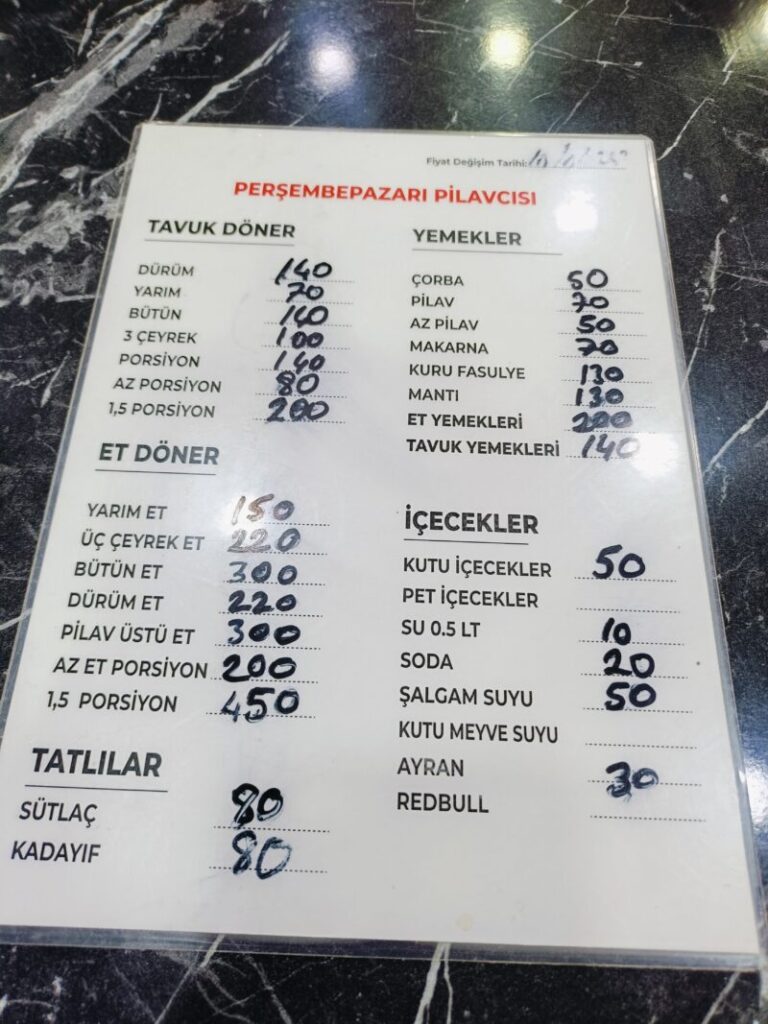 Fiyat Değişim Tarihi:
PERŞEMBEPAZARI PİLAVCISI
TAVUK DÖNER
DÜRÜM 140
YARIM 70
BÜTÜN 140
3 ÇEYREK 100
PORSİYON 140
AZ PORSİYON 80
1,5 PORSİYON 200
ET DÖNER
YARIM ET 150
ÜÇ ÇEYREK ET 220
BÜTÜN ET 300
DÜRÜM ET 220
PİLAV ÜSTÜ ET 300
AZ ET PORSİYON 200
1,5 PORSİYON 450
TATLILAR
SÜTLAÇ 80
KADAYIF 80
YEMEKLER
ÇORBA 50
PİLAV 70
AZ PİLAV 50
MAKARNA 70
KURU FASULYE 130
MANTI 130
ET YEMEKLERİ 200
TAVUK YEMEKLERİ 140
İÇECEKLER
KUTU İÇECEKLER 50
PET İÇECEKLER
SU 0.5 LT 10
SODA 20
ŞALGAM SUYU 50
KUTU MEYVE SUYU
AYRAN 30
REDBULL